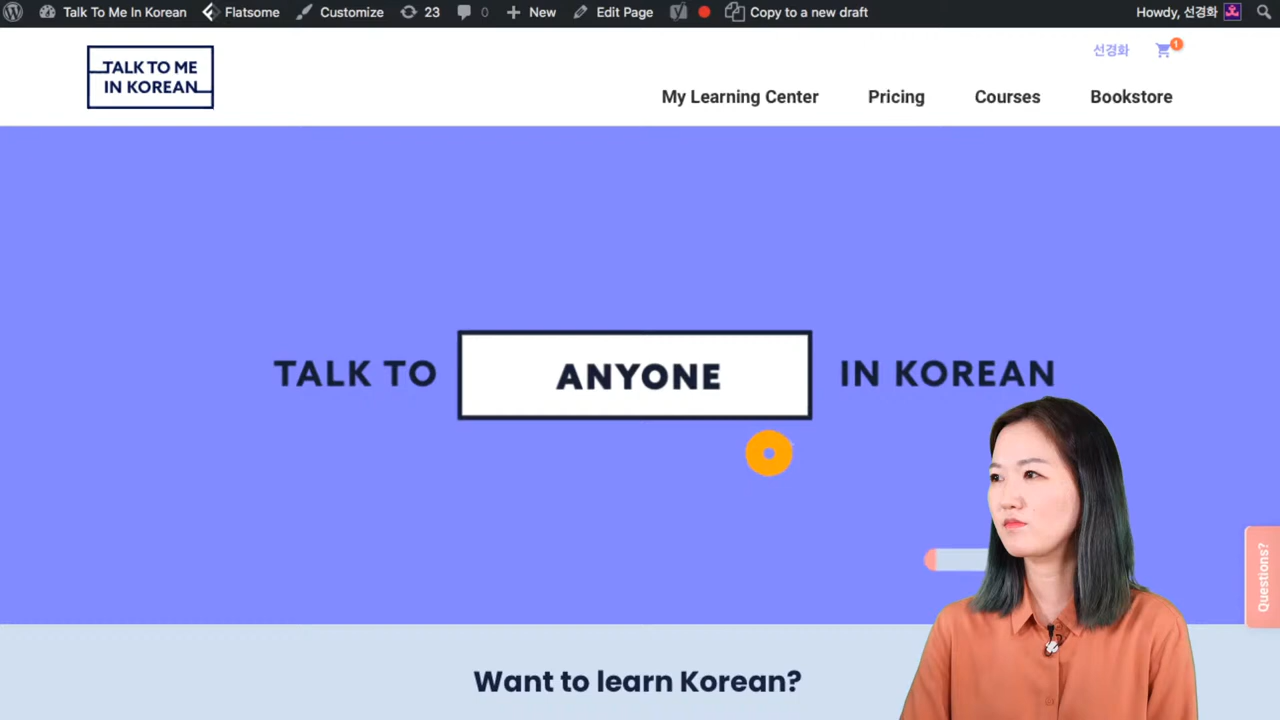 Talk To Me In Korean Flatsome Customize 23 0 New Edit Page Copy to a new draft Howdy, 선경화
선경화 1
TALK TO ME
IN KOREAN
My Learning Center Pricing Courses Bookstore
TALK TO ANYONE IN KOREAN
Questions?
Want to learn Korean?